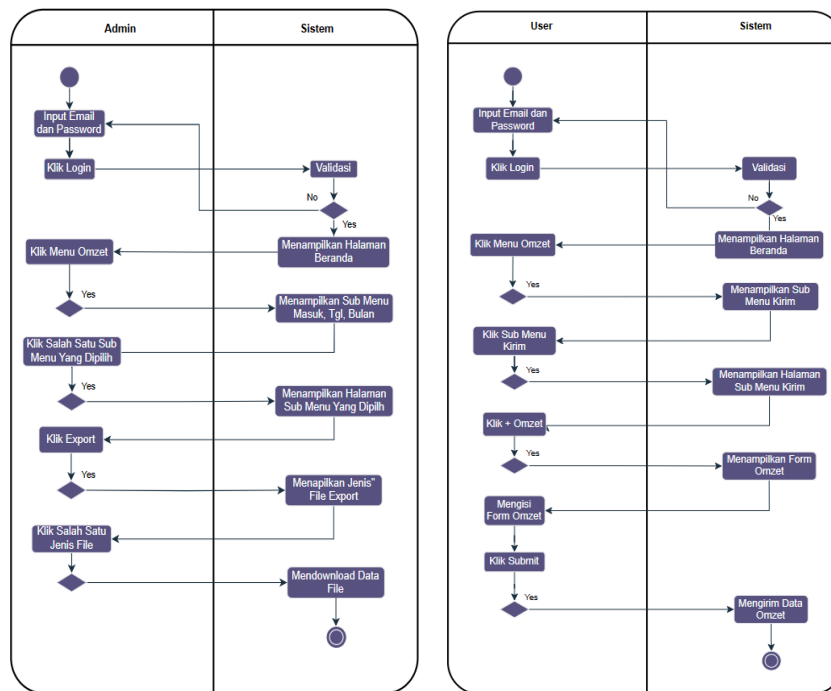 Admin
Sistem
Input Email
dan Password
Klik Login
Validasi
No
Yes
Menampilkan Halaman
Beranda
Klik Menu Omzet
Yes
Menampilkan Sub Menu
Masuk, Tgl, Bulan
Klik Salah Satu Sub
Menu Yang Dipilih
Yes
Menampilkan Halaman
Sub Menu Yang Dipilh
Klik Export
Yes
Menapilkan Jenis"
File Export
Klik Salah Satu
Jenis File
Mendownload Data
File
User
Sistem
Input Email dan
Password
Klik Login
Validasi
No
Yes
Menampilkan Halaman
Beranda
Klik Menu Omzet
Yes
Menampilkan Sub
Menu Kirim
Klik Sub Menu
Kirim
Yes
Menampilkan Halaman
Sub Menu Kirim
Klik + Omzet
Yes
Menampilkan Form
Omzet
Mengisi
Form Omzet
Klik Submit
Yes
Mengirim Data
Omzet